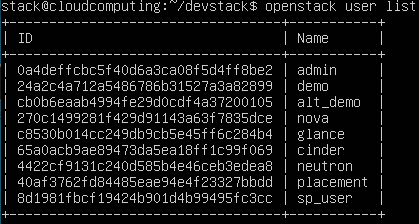 stack@cloudcomputing:~/devstack$ openstack user list
+----------------------------------+-----------+
| ID                               | Name      |
+----------------------------------+-----------+
| 0a4deffcbc5f40d6a3ca08f5d4ff8be2 | admin     |
| 24a2c4a712a5486786b31527a3a82899 | demo      |
| cb0b6eaab4994fe29d0cdf4a37200105 | alt_demo  |
| 270c1499281f429d91143a63f7835dce | nova      |
| c8530b014cc249db9cb5e45ff6c284b4 | glance    |
| 65a0acb9ae89473da5ea18ff1c99f069 | cinder    |
| 4422cf9131c240d585b4e46ceb3edea8 | neutron   |
| 40af3762fd84485eae94e4f23327bbdd | placement |
| 8d1981fbcf19424b901d4b99495fc3cc | sp_user   |
+----------------------------------+-----------+